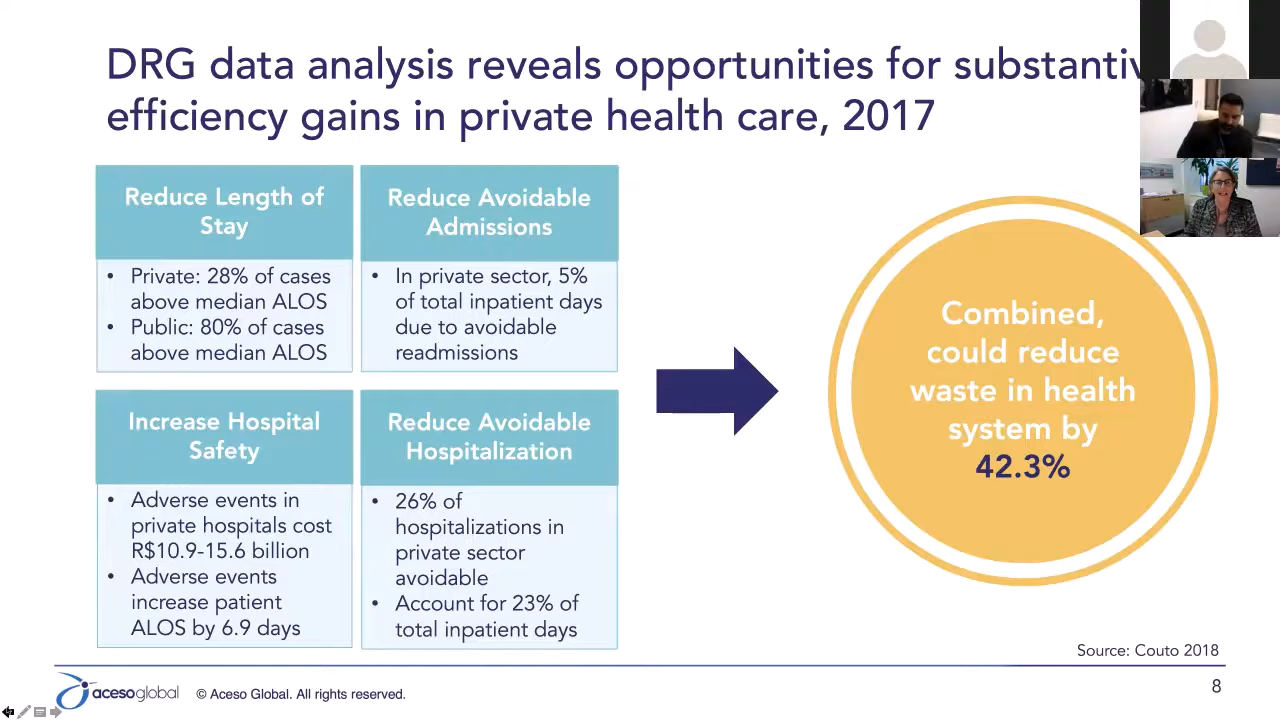 DRG data analysis reveals opportunities for substantiv
efficiency gains in private health care, 2017
Reduce Length of
Stay
• Private: 28% of cases
above median ALOS
• Public: 80% of cases
above median ALOS
Reduce Avoidable
Admissions
• In private sector, 5%
of total inpatient days
due to avoidable
readmissions
Increase Hospital
Safety
• Adverse events in
private hospitals cost
R$10.9-15.6 billion
• Adverse events
increase patient
ALOS by 6.9 days
Reduce Avoidable
Hospitalization
• 26% of
hospitalizations in
private sector
avoidable
• Account for 23% of
total inpatient days
Combined,
could reduce
waste in health
system by
42.3%
Source: Couto 2018
acesoglobal
© Aceso Global. All rights reserved.
8